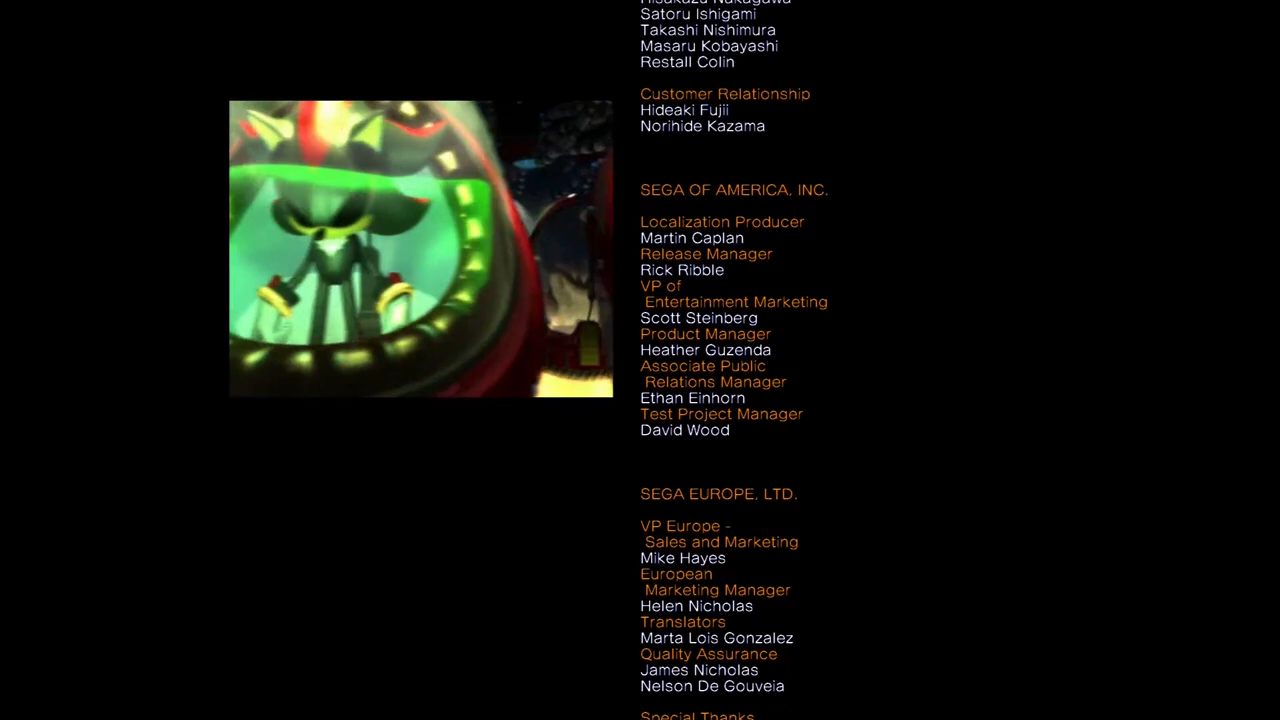 Hisakazu Nakagawa
Satoru Ishigami
Takashi Nishimura
Masaru Kobayashi
Restall Colin
Customer Relationship
Hideaki Fujii
Norihide Kazama
SEGA OF AMERICA, INC.
Localization Producer
Martin Caplan
Release Manager
Rick Ribble
VP of
Entertainment Marketing
Scott Steinberg
Product Manager
Heather Guzenda
Associate Public
Relations Manager
Ethan Einhorn
Test Project Manager
David Wood
SEGA EUROPE, LTD.
VP Europe -
Sales and Marketing
Mike Hayes
European
Marketing Manager
Helen Nicholas
Translators
Marta Lois Gonzalez
Quality Assurance
James Nicholas
Nelson De Gouveia
Special Thanks